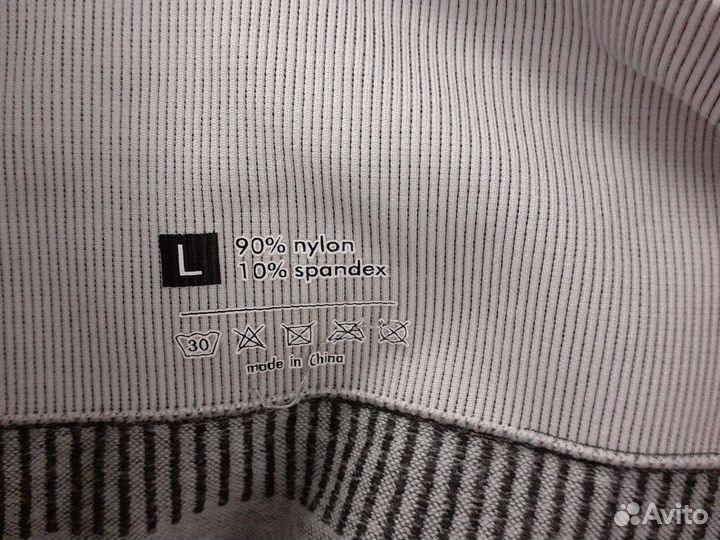 L
90% nylon
10% spandex
30
made in China
Avito